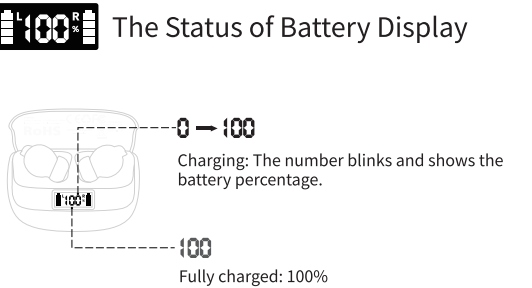 L 100 R %
The Status of Battery Display
0 → 100
Charging: The number blinks and shows the
battery percentage.
100
100
Fully charged: 100%